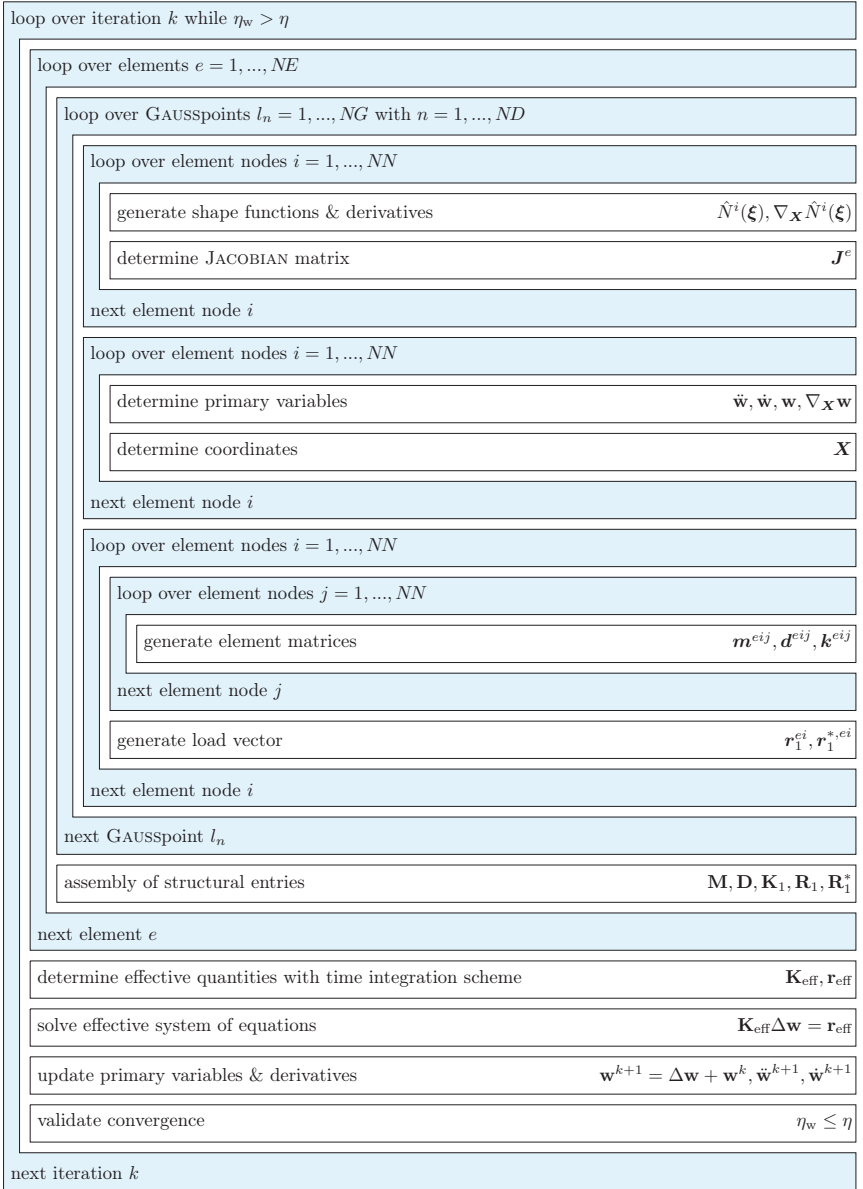 loop over iteration k while η_w > η
loop over elements e = 1, ..., NE
loop over GAUSSpoints l_n = 1, ..., NG with n = 1, ..., ND
loop over element nodes i = 1, ..., NN
generate shape functions & derivatives N̂^i(ξ), ∇_X N̂^i(ξ)
determine JACOBIAN matrix J^e
next element node i
loop over element nodes i = 1, ..., NN
determine primary variables ẅ, ẇ, w, ∇_X w
determine coordinates X
next element node i
loop over element nodes i = 1, ..., NN
loop over element nodes j = 1, ..., NN
generate element matrices m^{eij}, d^{eij}, k^{eij}
next element node j
generate load vector r_1^{ei}, r_1^{*,ei}
next element node i
next GAUSSpoint l_n
assembly of structural entries M, D, K_1, R_1, R_1^*
next element e
determine effective quantities with time integration scheme K_eff, r_eff
solve effective system of equations K_eff Δw = r_eff
update primary variables & derivatives w^{k+1} = Δw + w^k, ẅ^{k+1}, ẇ^{k+1}
validate convergence η_w ≤ η
next iteration k